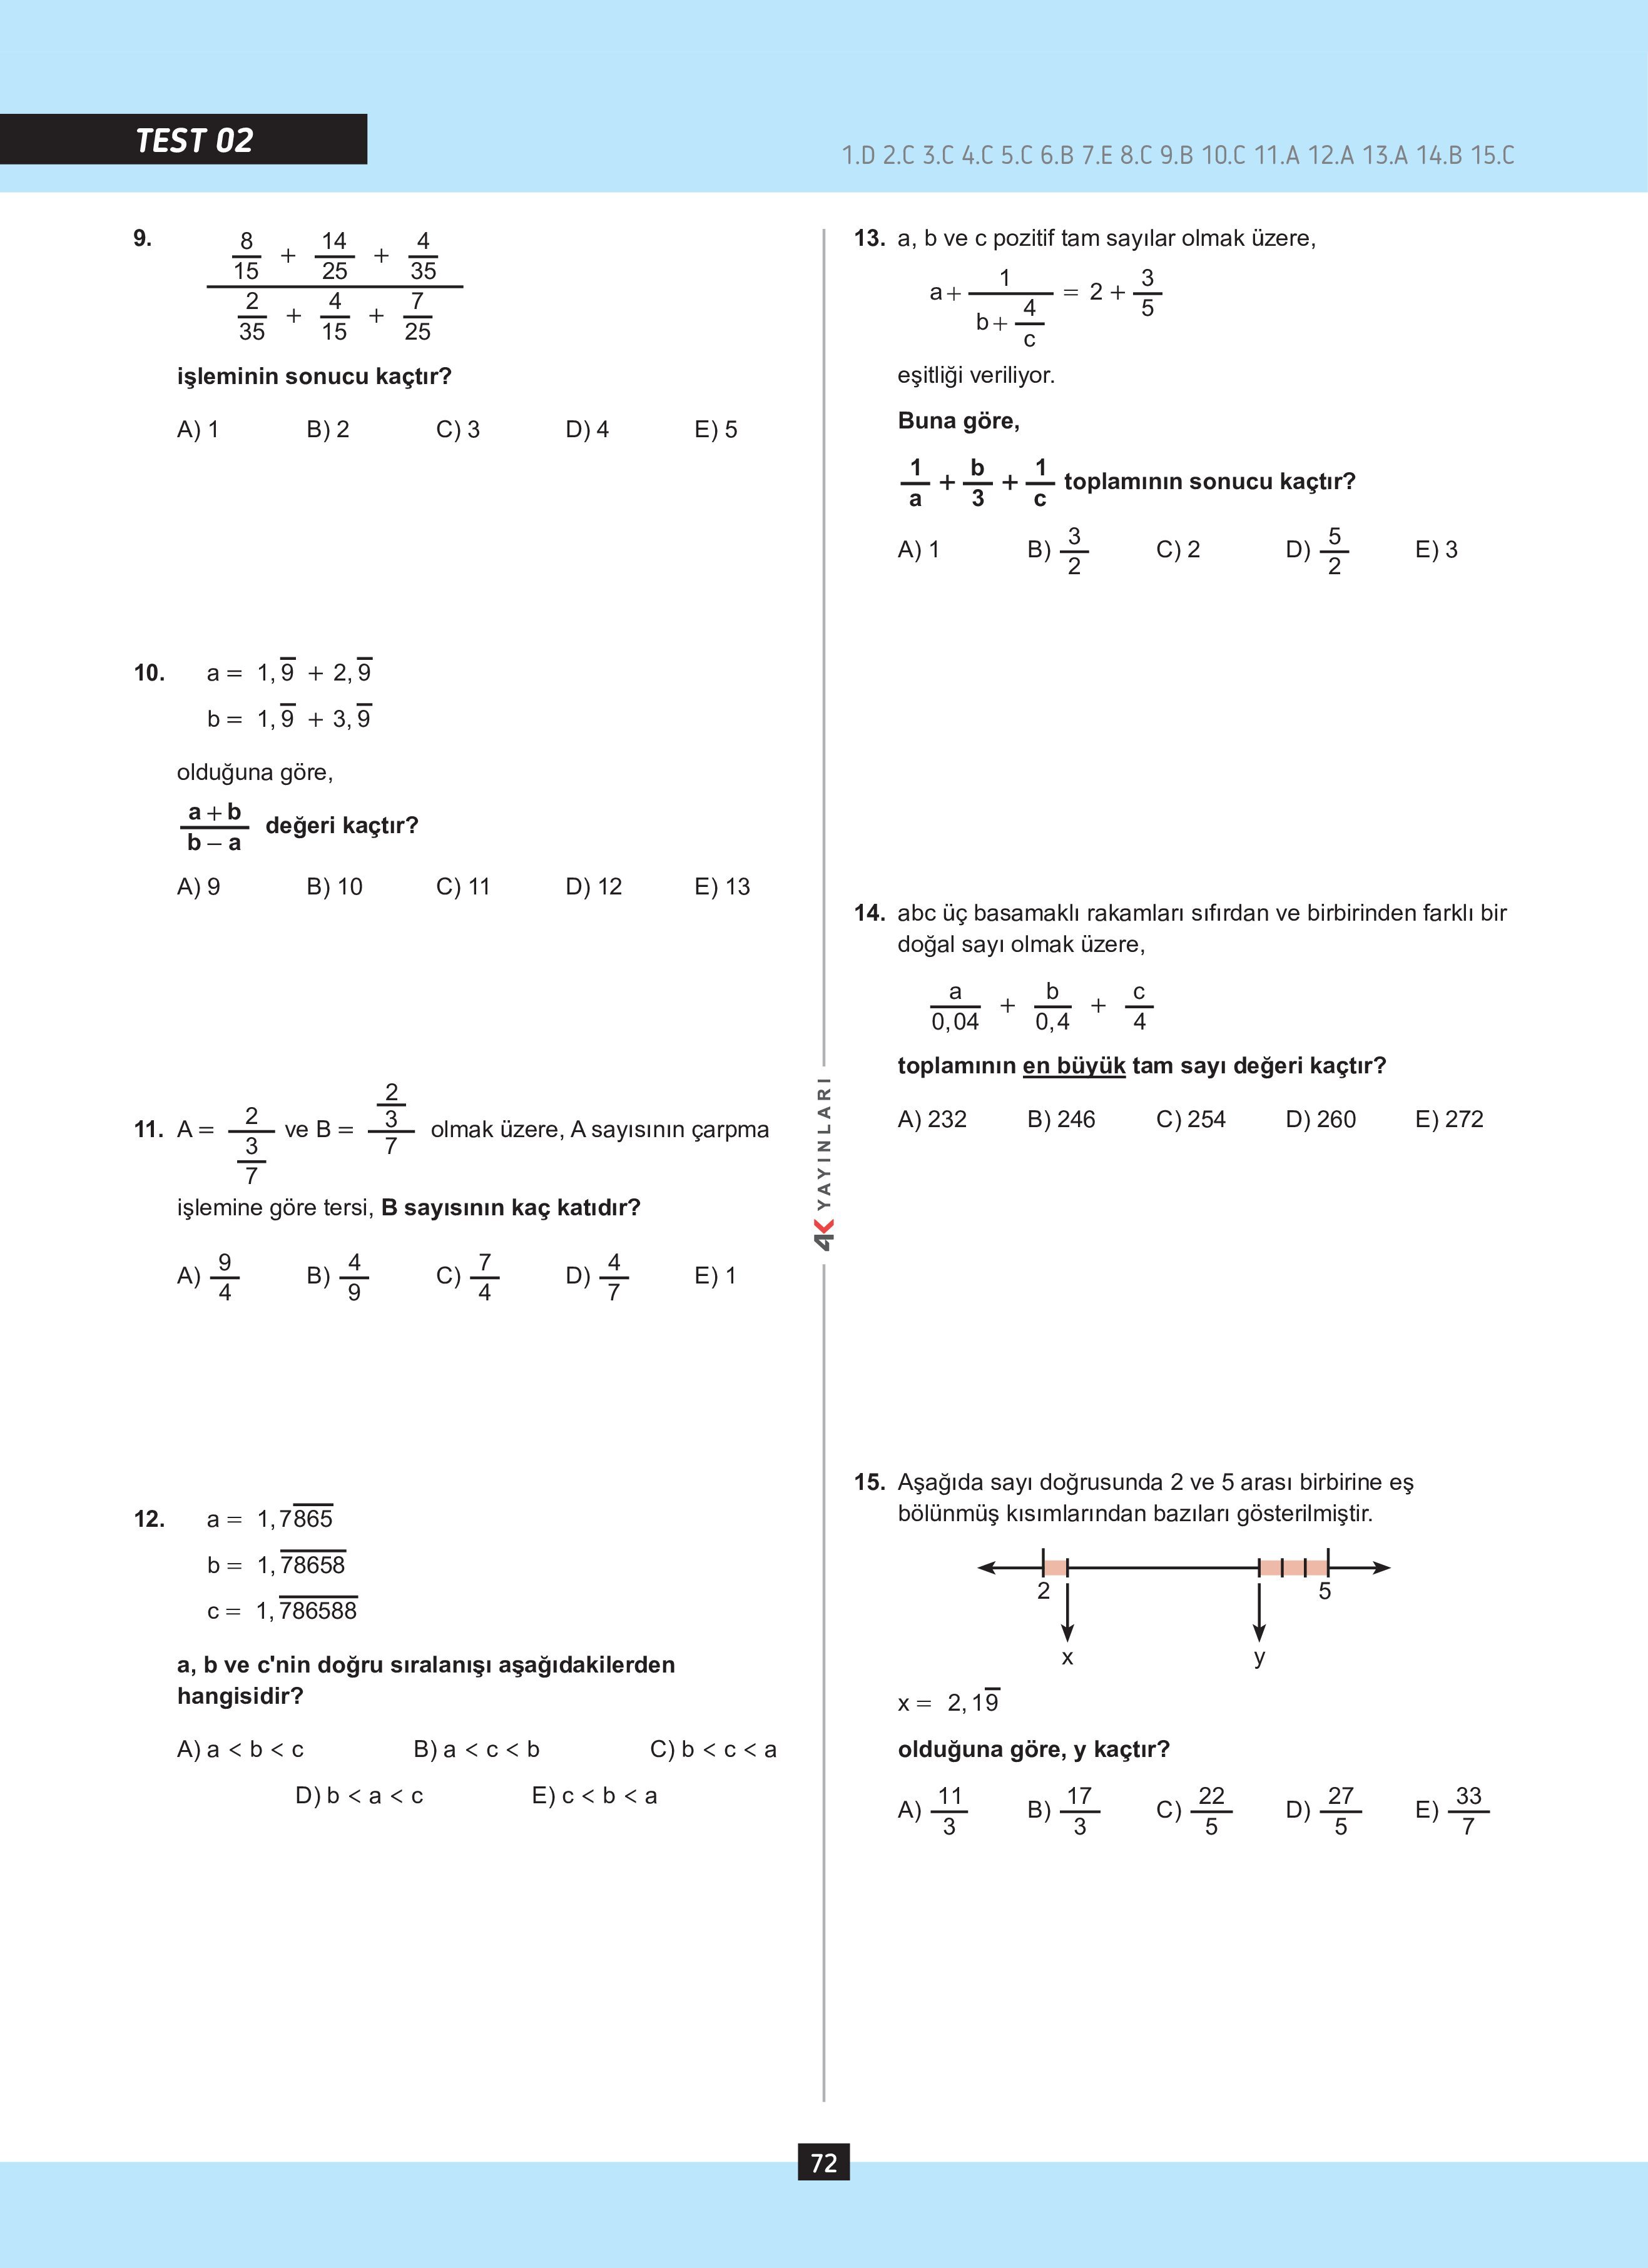 TEST 02
1.D 2.C 3.C 4.C 5.C 6.B 7.E 8.C 9.B 10.C 11.A 12.A 13.A 14.B 15.C
9. \frac{\frac{8}{15} + \frac{14}{25} + \frac{4}{35}}{\frac{2}{35} + \frac{4}{15} + \frac{7}{25}}
işleminin sonucu kaçtır?
A) 1 B) 2 C) 3 D) 4 E) 5
10. a = 1,\overline{9} + 2,\overline{9}
b = 1,\overline{9} + 3,\overline{9}
olduğuna göre,
\frac{a+b}{b-a} değeri kaçtır?
A) 9 B) 10 C) 11 D) 12 E) 13
11. A = \frac{2}{\frac{3}{7}} ve B = \frac{\frac{2}{3}}{7} olmak üzere, A sayısının çarpma
işlemine göre tersi, B sayısının kaç katıdır?
A) \frac{9}{4} B) \frac{4}{9} C) \frac{7}{4} D) \frac{4}{7} E) 1
12. a = 1,7\overline{865}
b = 1,\overline{78658}
c = 1,\overline{786588}
a, b ve c'nin doğru sıralanışı aşağıdakilerden
hangisidir?
A) a < b < c B) a < c < b C) b < c < a
D) b < a < c E) c < b < a
4K YAYINLARI
13. a, b ve c pozitif tam sayılar olmak üzere,
a + \frac{1}{b + \frac{4}{c}} = 2 + \frac{3}{5}
eşitliği veriliyor.
Buna göre,
\frac{1}{a} + \frac{b}{3} + \frac{1}{c} toplamının sonucu kaçtır?
A) 1 B) \frac{3}{2} C) 2 D) \frac{5}{2} E) 3
14. abc üç basamaklı rakamları sıfırdan ve birbirinden farklı bir
doğal sayı olmak üzere,
\frac{a}{0,04} + \frac{b}{0,4} + \frac{c}{4}
toplamının en büyük tam sayı değeri kaçtır?
A) 232 B) 246 C) 254 D) 260 E) 272
15. Aşağıda sayı doğrusunda 2 ve 5 arası birbirine eş
bölünmüş kısımlarından bazıları gösterilmiştir.
2 5
x y
x = 2,1\overline{9}
olduğuna göre, y kaçtır?
A) \frac{11}{3} B) \frac{17}{3} C) \frac{22}{5} D) \frac{27}{5} E) \frac{33}{7}
72